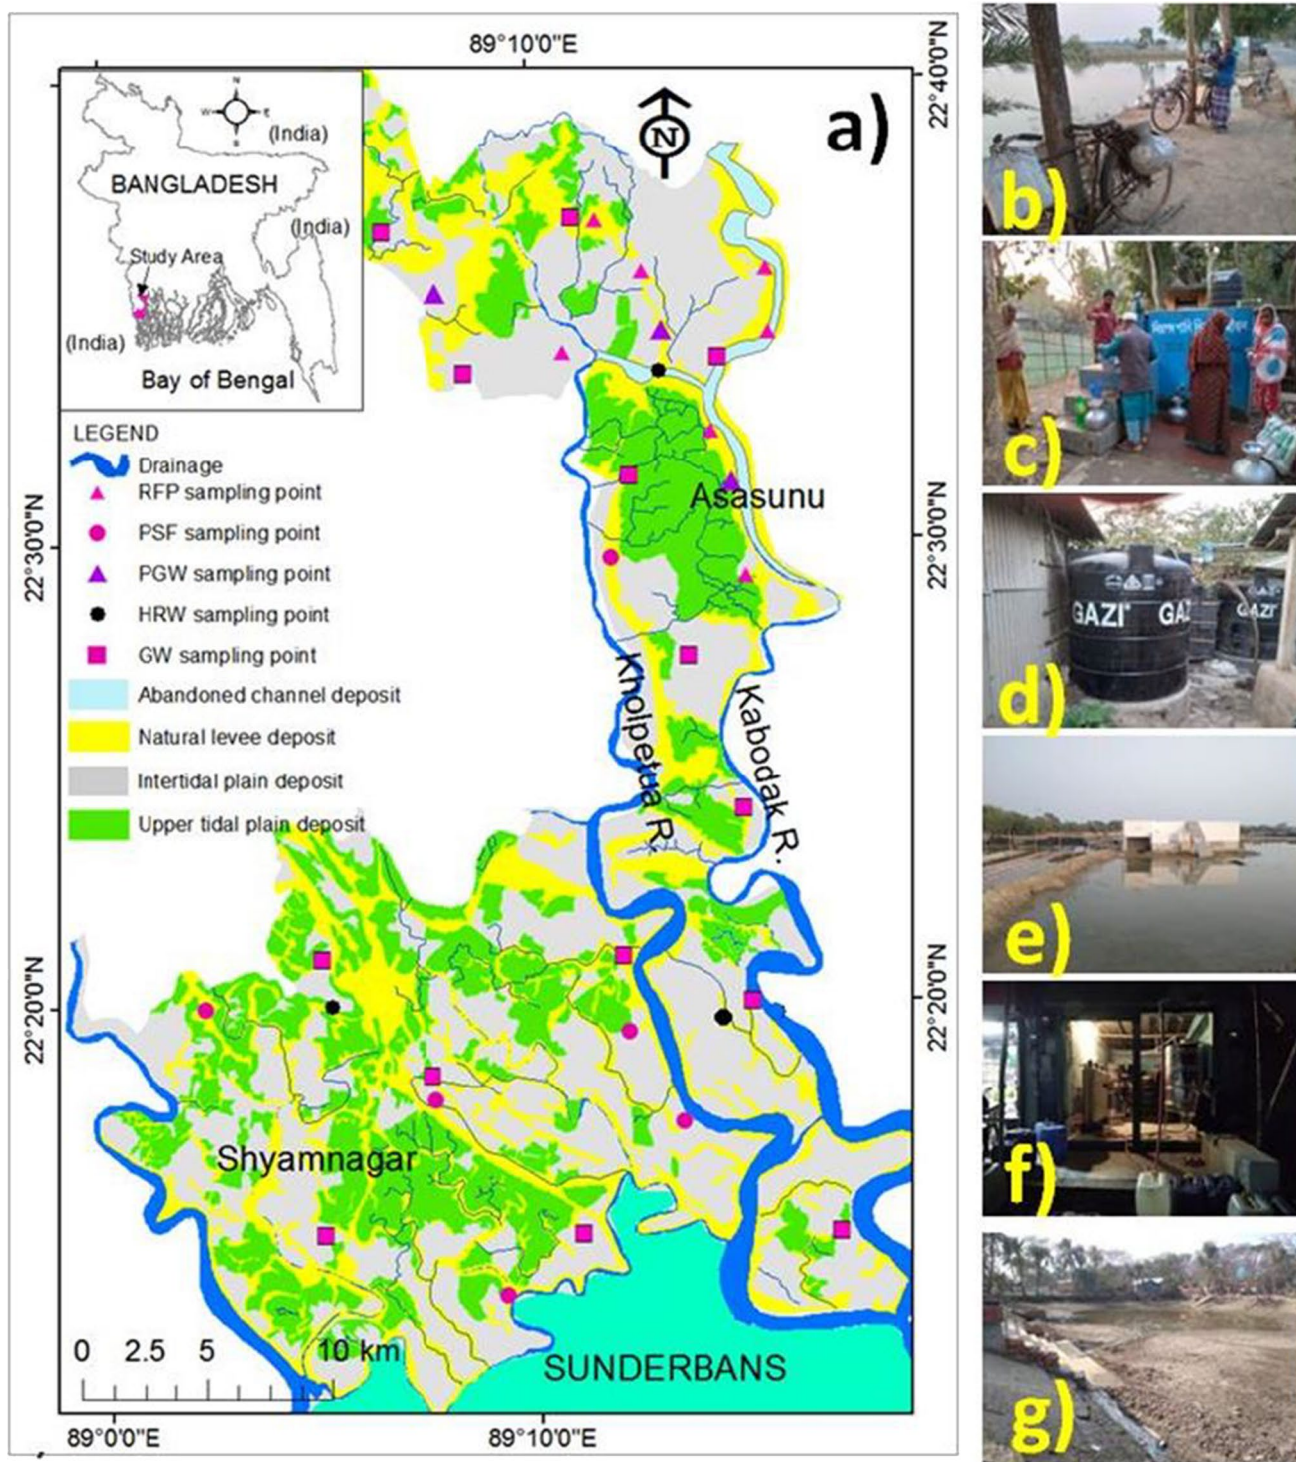 89°10'0"E
22°40'0"N
N
W
E
S
(India)
BANGLADESH
(India)
Study Area
(India)
Bay of Bengal
N
a)
LEGEND
Drainage
RFP sampling point
PSF sampling point
PGW sampling point
HRW sampling point
GW sampling point
Abandoned channel deposit
Natural levee deposit
Intertidal plain deposit
Upper tidal plain deposit
22°30'0"N
22°30'0"N
Asasunu
Kholpetua R.
Kabodak R.
22°20'0"N
22°20'0"N
Shyamnagar
SUNDERBANS
0 2.5 5 10 km
89°0'0"E
89°10'0"E
b)
c)
GAZI
GAZ
GAZ
d)
e)
f)
g)